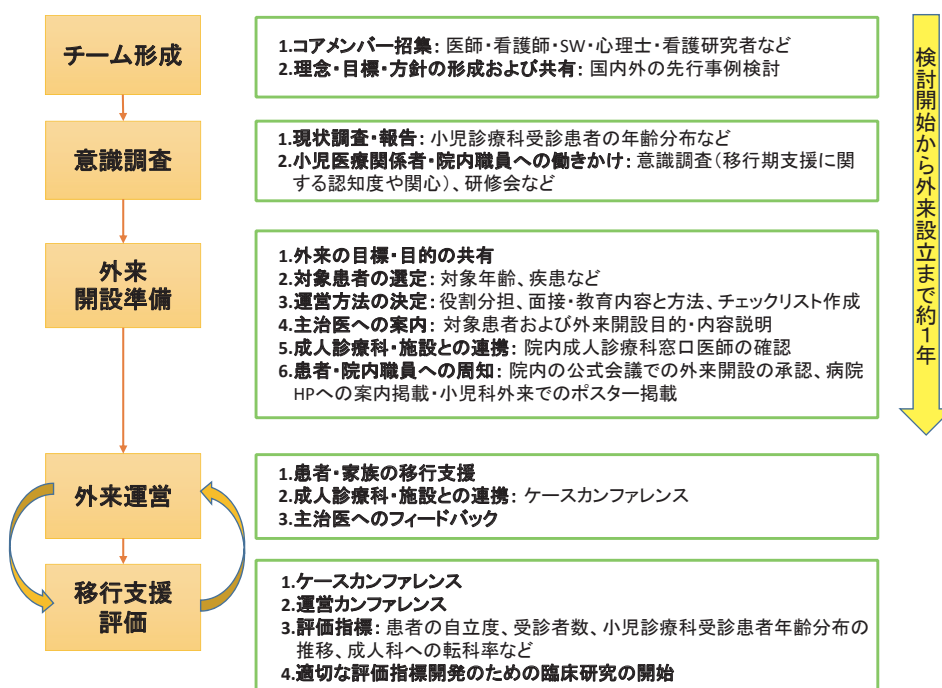 チーム形成
1.コアメンバー招集: 医師・看護師・SW・心理士・看護研究者など
2.理念・目標・方針の形成および共有: 国内外の先行事例検討
意識調査
1.現状調査・報告: 小児診療科受診患者の年齢分布など
2.小児医療関係者・院内職員への働きかけ: 意識調査(移行期支援に関
する認知度や関心)、研修会など
外来
開設準備
1.外来の目標・目的の共有
2.対象患者の選定: 対象年齢、疾患など
3.運営方法の決定: 役割分担、面接・教育内容と方法、チェックリスト作成
4.主治医への案内: 対象患者および外来開設目的・内容説明
5.成人診療科・施設との連携: 院内成人診療科窓口医師の確認
6.患者・院内職員への周知: 院内の公式会議での外来開設の承認、病院
HPへの案内掲載・小児科外来でのポスター掲載
外来運営
1.患者・家族の移行支援
2.成人診療科・施設との連携: ケースカンファレンス
3.主治医へのフィードバック
移行支援
評価
1.ケースカンファレンス
2.運営カンファレンス
3.評価指標: 患者の自立度、受診者数、小児診療科受診患者年齢分布の
推移、成人科への転科率など
4.適切な評価指標開発のための臨床研究の開始
検討開始から外来設立まで約1年